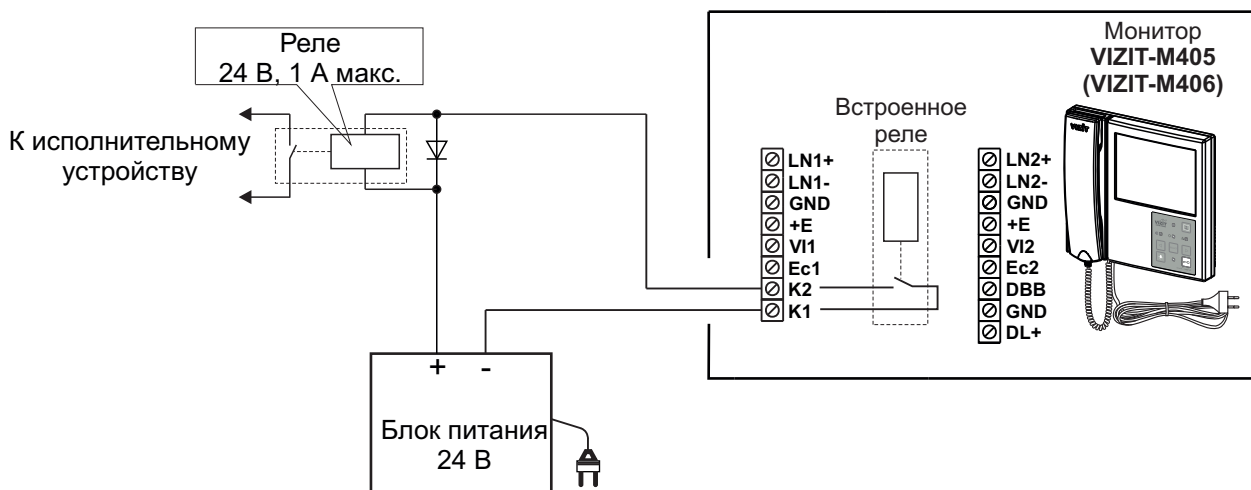 Реле
24 В, 1 А макс.
К исполнительному
устройству
Монитор
VIZIT-M405
(VIZIT-M406)
Встроенное
реле
LN1+
LN1-
GND
+E
VI1
Ec1
K2
K1
LN2+
LN2-
GND
+E
VI2
Ec2
DBB
GND
DL+
VIZIT
+ -
Блок питания
24 В